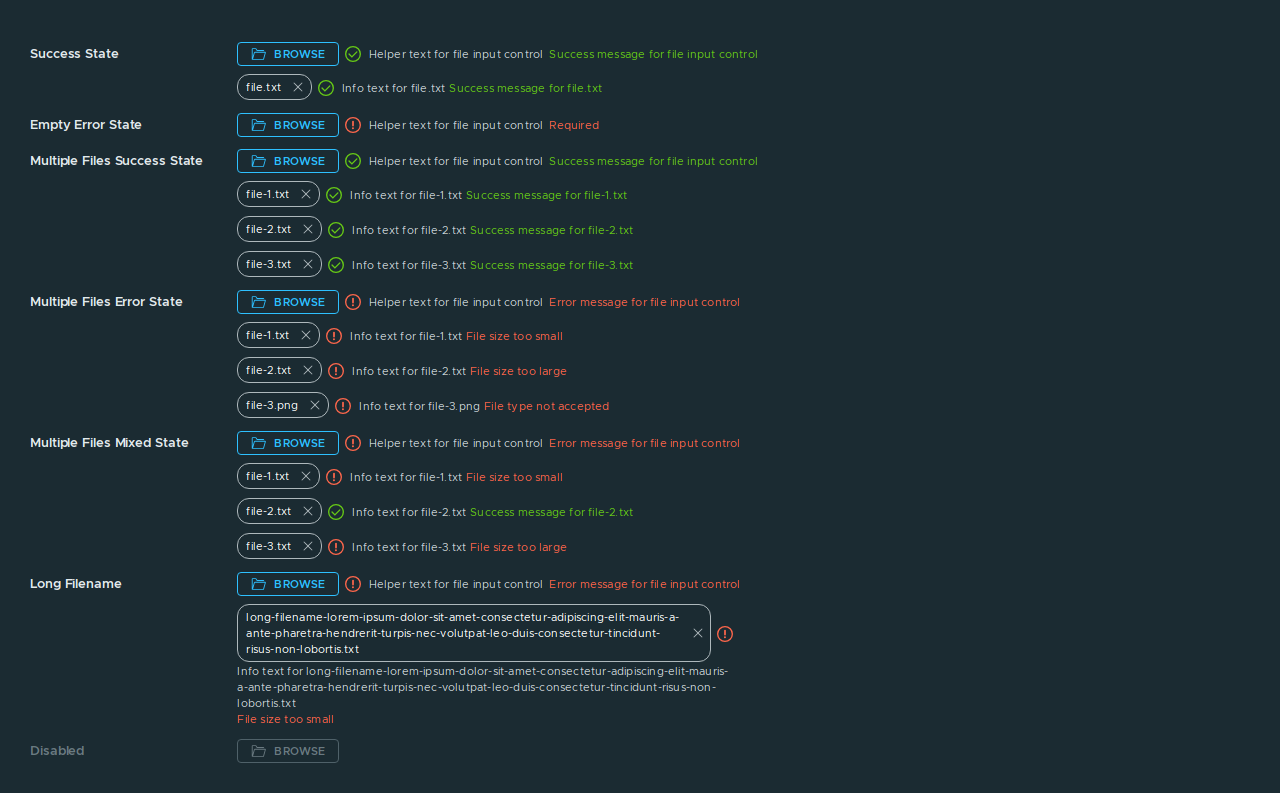 Success State BROWSE Helper text for file input control Success message for file input control
file.txt Info text for file.txt Success message for file.txt
Empty Error State BROWSE Helper text for file input control Required
Multiple Files Success State BROWSE Helper text for file input control Success message for file input control
file-1.txt Info text for file-1.txt Success message for file-1.txt
file-2.txt Info text for file-2.txt Success message for file-2.txt
file-3.txt Info text for file-3.txt Success message for file-3.txt
Multiple Files Error State BROWSE Helper text for file input control Error message for file input control
file-1.txt Info text for file-1.txt File size too small
file-2.txt Info text for file-2.txt File size too large
file-3.png Info text for file-3.png File type not accepted
Multiple Files Mixed State BROWSE Helper text for file input control Error message for file input control
file-1.txt Info text for file-1.txt File size too small
file-2.txt Info text for file-2.txt Success message for file-2.txt
file-3.txt Info text for file-3.txt File size too large
Long Filename BROWSE Helper text for file input control Error message for file input control
long-filename-lorem-ipsum-dolor-sit-amet-consectetur-adipiscing-elit-mauris-a-
ante-pharetra-hendrerit-turpis-nec-volutpat-leo-duis-consectetur-tincidunt-
risus-non-lobortis.txt
Info text for long-filename-lorem-ipsum-dolor-sit-amet-consectetur-adipiscing-elit-mauris-
a-ante-pharetra-hendrerit-turpis-nec-volutpat-leo-duis-consectetur-tincidunt-risus-non-
lobortis.txt
File size too small
Disabled BROWSE